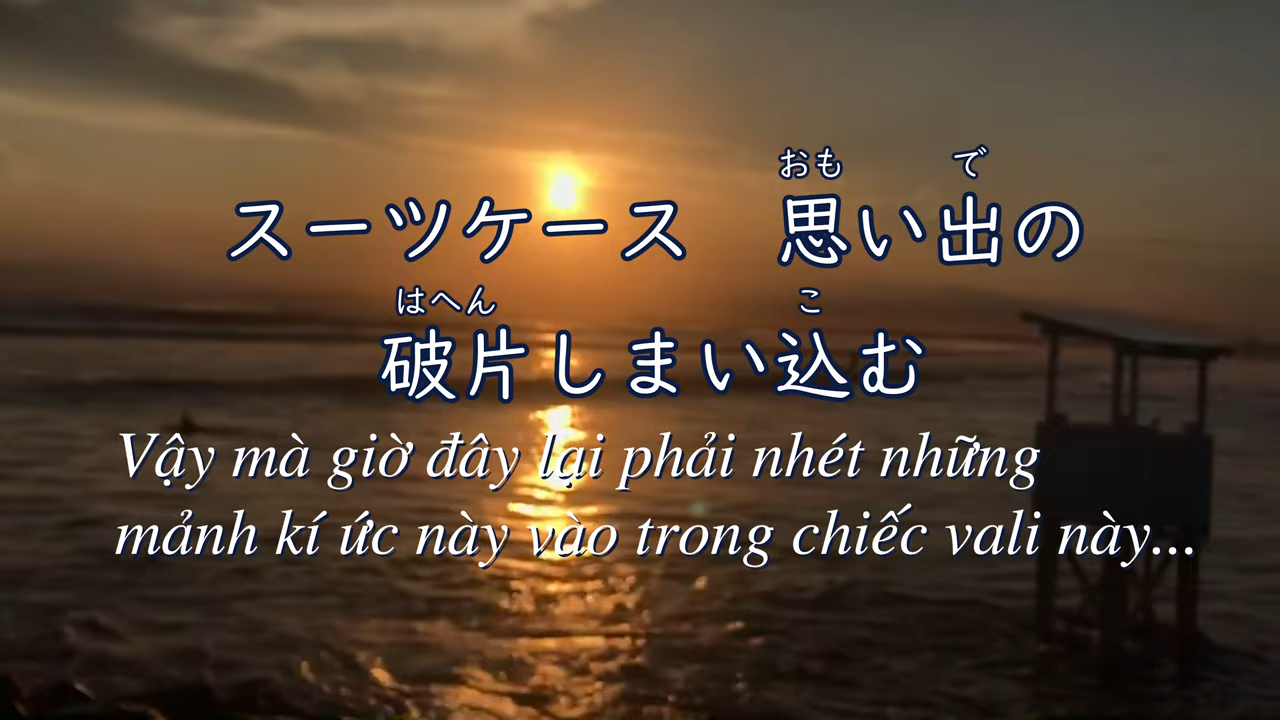 おも で
スーツケース　思い出の
はへん こ
破片しまい込む
Vậy mà giờ đây lại phải nhét những
mảnh kí ức này vào trong chiếc vali này...